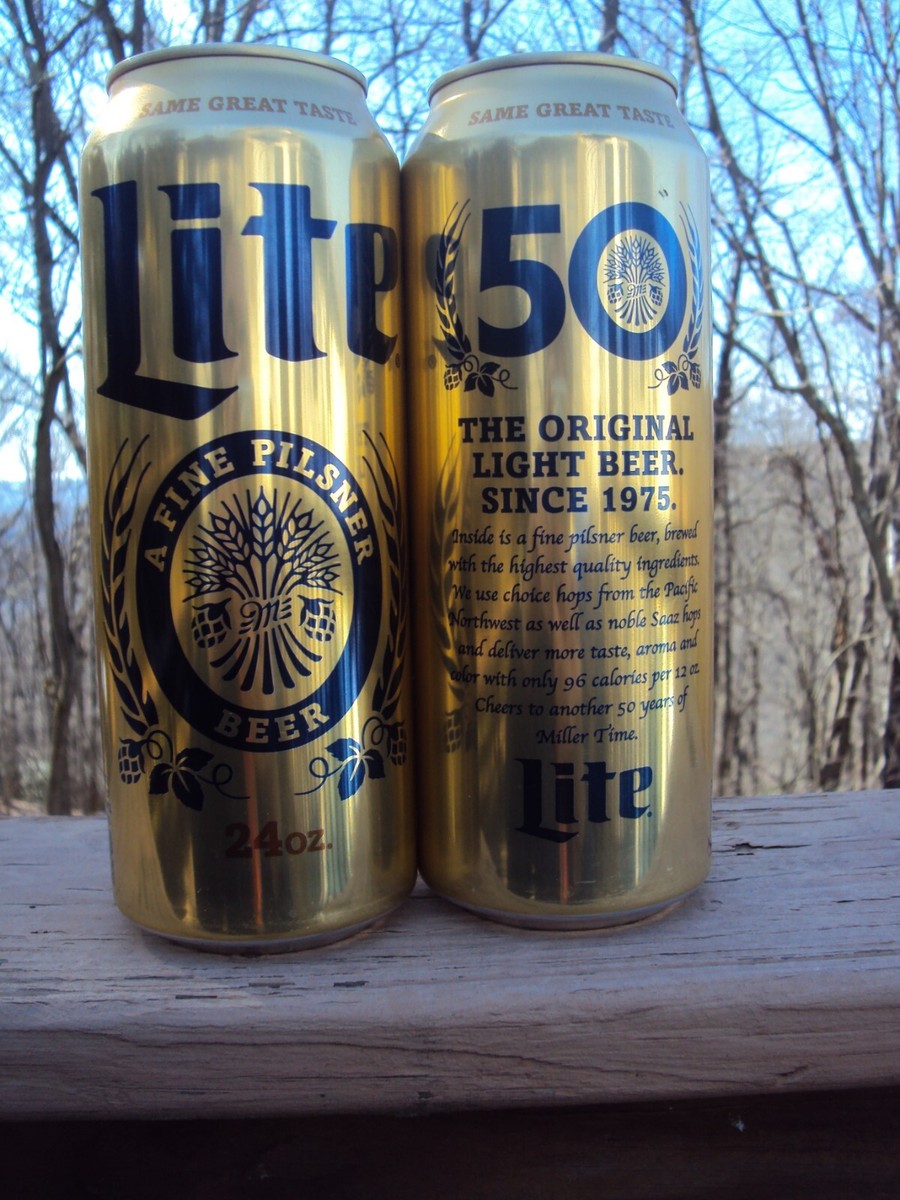 SAME GREAT TASTE
Lite
A FINE PILSNER
BEER
24oz.
SAME GREAT TASTE
50
THE ORIGINAL
LIGHT BEER.
SINCE 1975.
Inside is a fine pilsner beer, brewed
with the highest quality ingredients.
We use choice hops from the Pacific
Northwest as well as noble Saaz hops
and deliver more taste, aroma and
color with only 96 calories per 12 oz.
Cheers to another 50 years of
Miller Time.
Lite